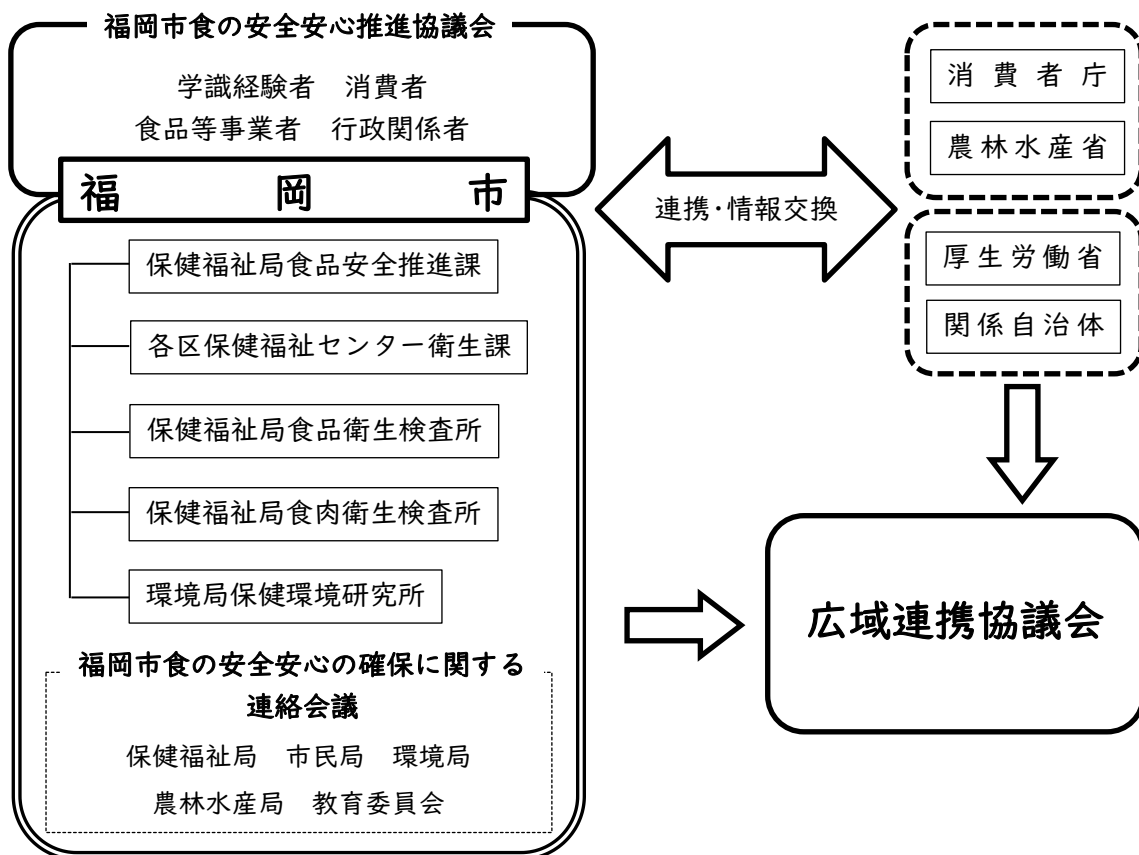 福岡市食の安全安心推進協議会
学識経験者 消費者
食品等事業者 行政関係者
福岡市
保健福祉局食品安全推進課
各区保健福祉センター衛生課
保健福祉局食品衛生検査所
保健福祉局食肉衛生検査所
環境局保健環境研究所
福岡市食の安全安心の確保に関する
連絡会議
保健福祉局 市民局 環境局
農林水産局 教育委員会
連携・情報交換
消費者庁
農林水産省
厚生労働省
関係自治体
広域連携協議会